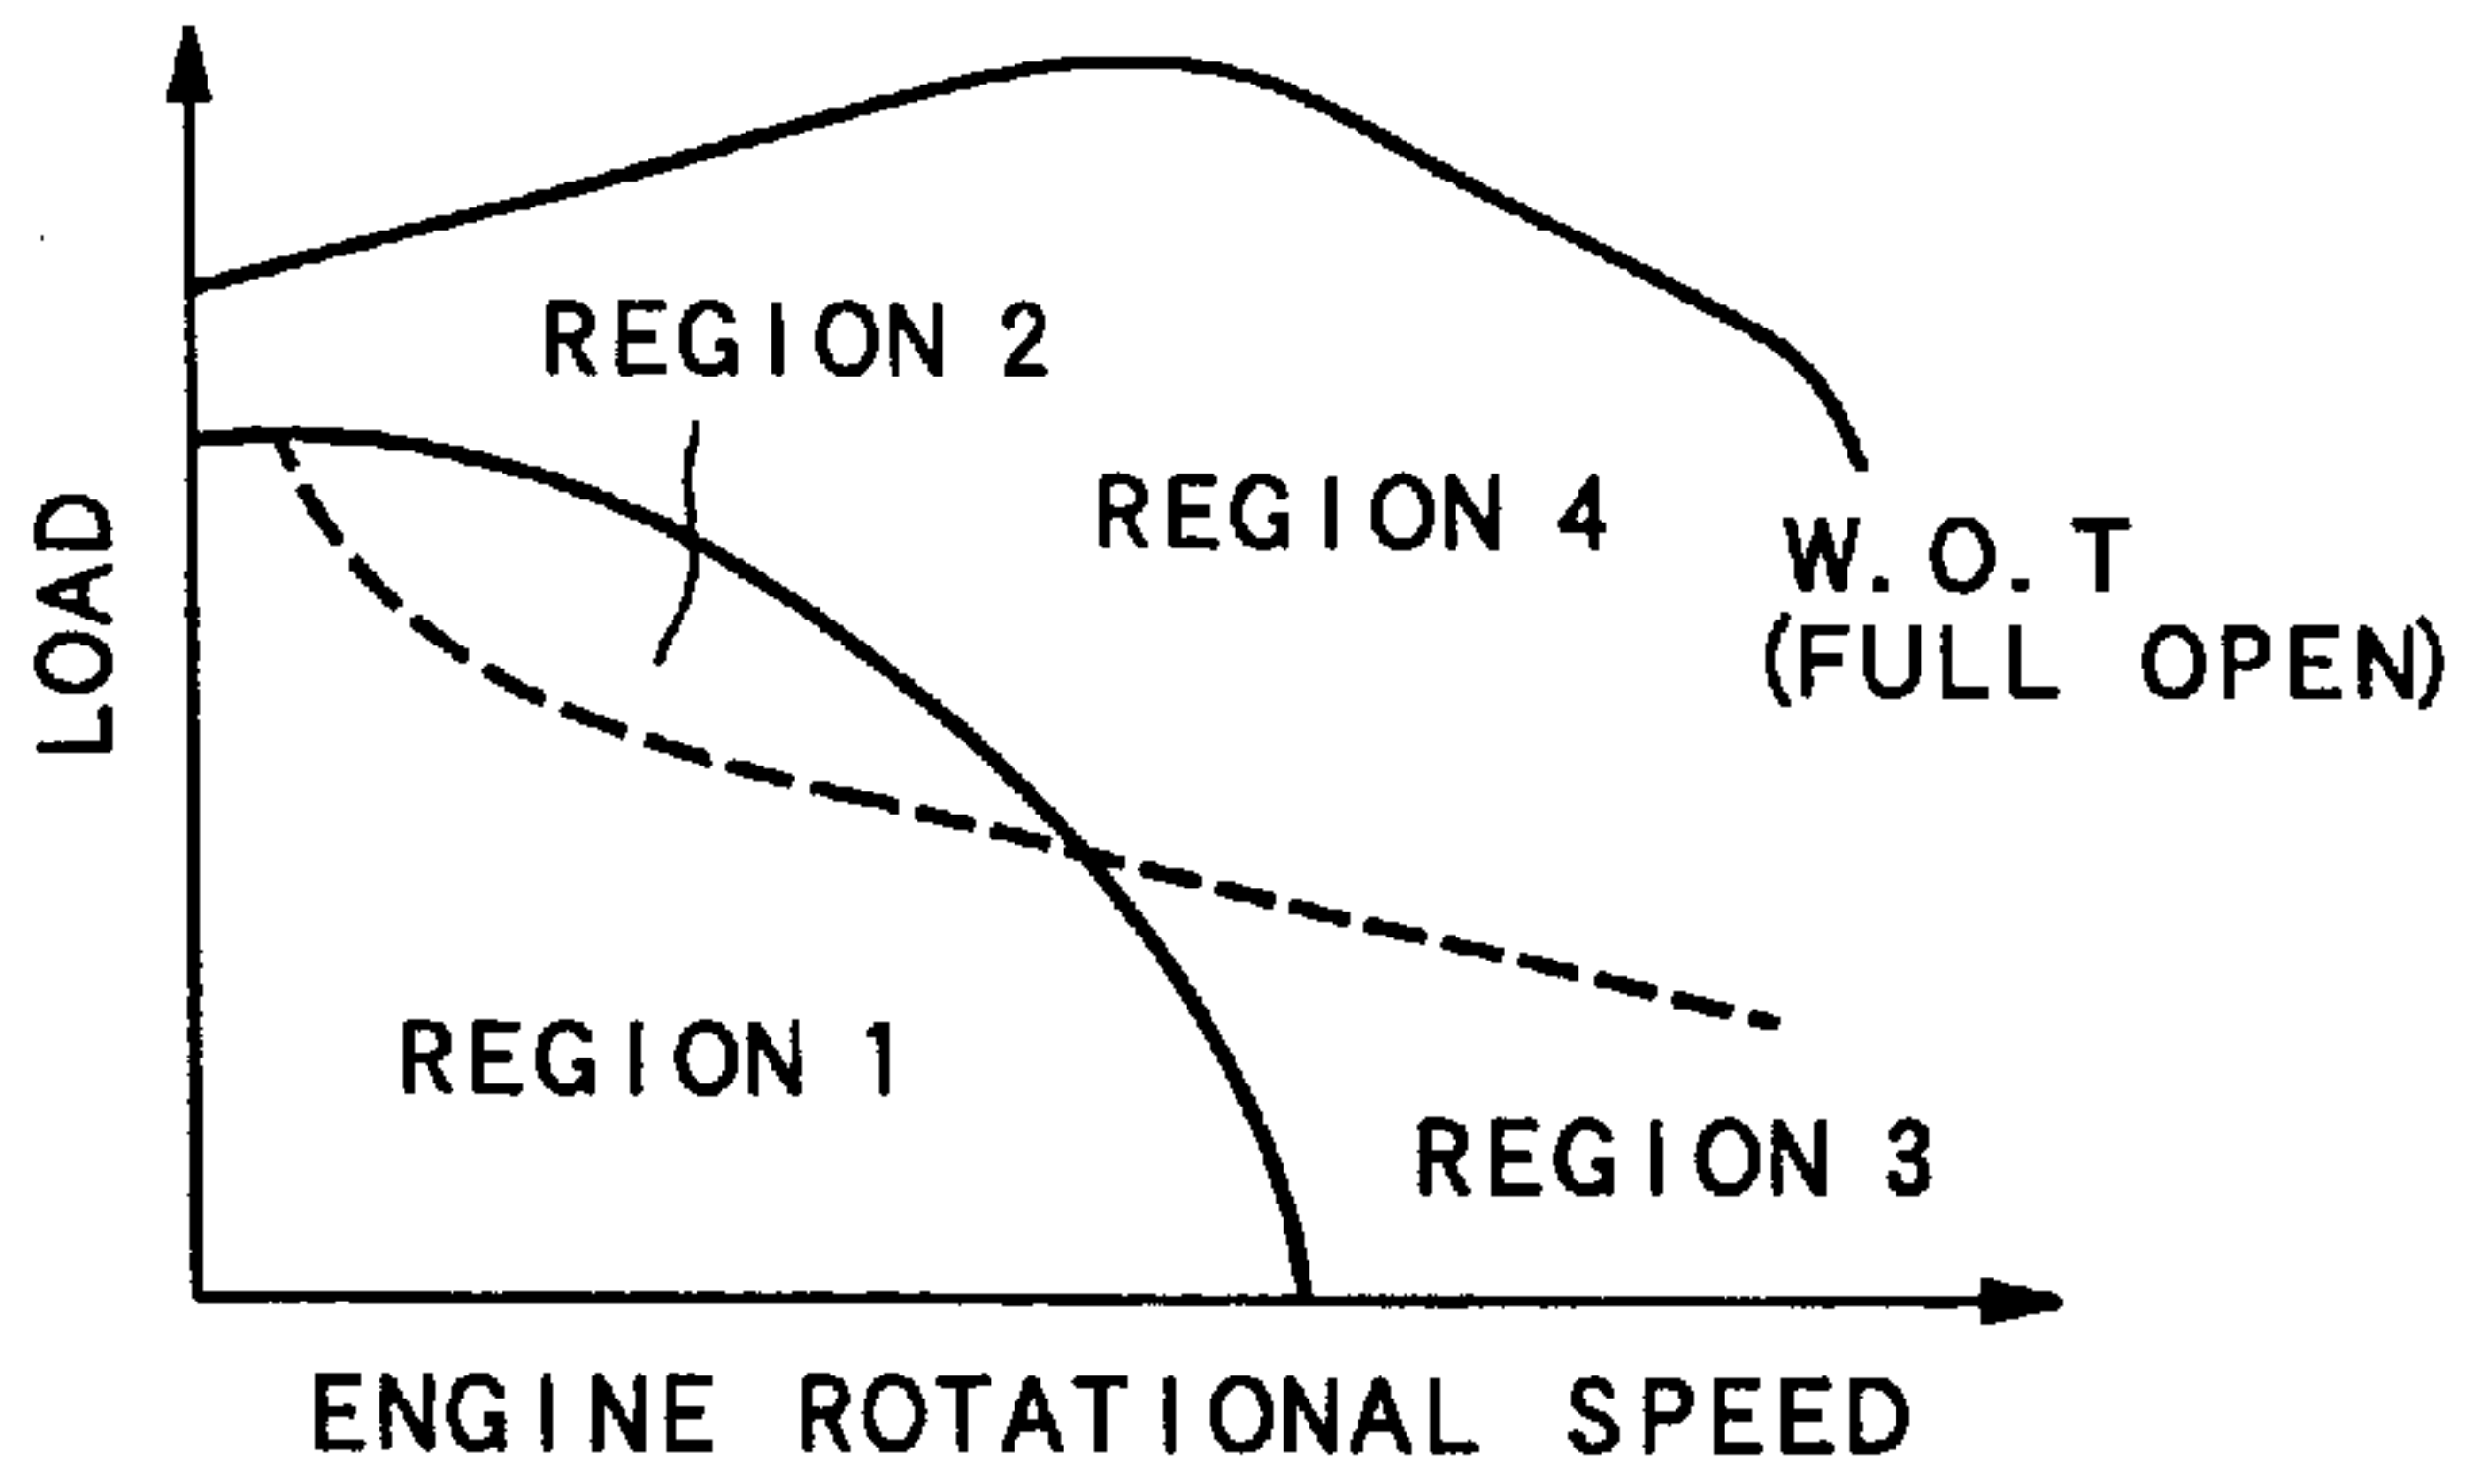 REGION 2
REGION 4
LOAD
W.O.T
(FULL OPEN)
REGION 1
REGION 3
ENGINE ROTATIONAL SPEED